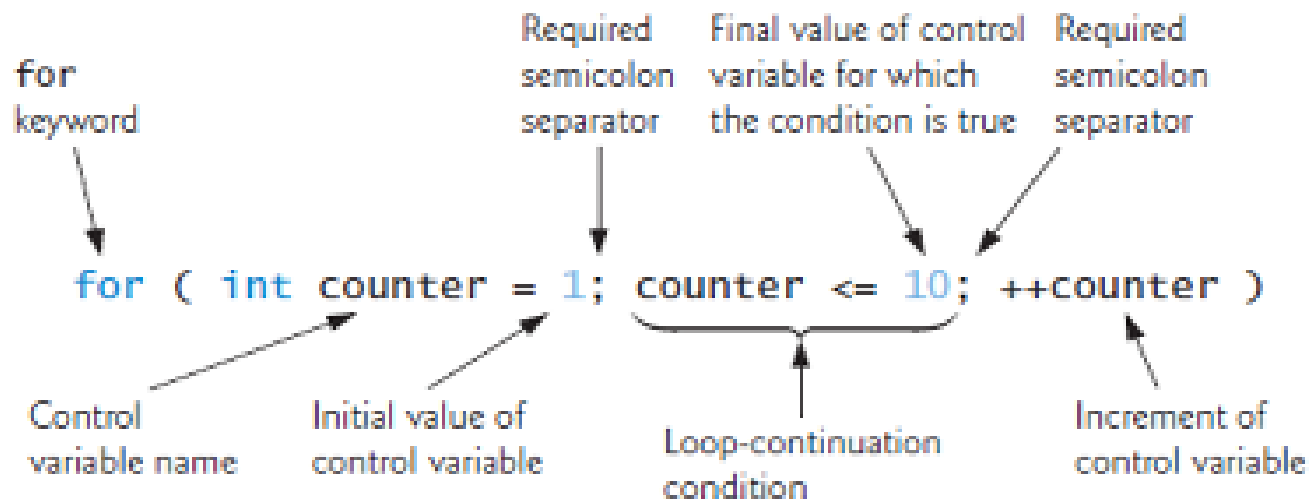 for
keyword
Required
semicolon
separator
Final value of control
variable for which
the condition is true
Required
semicolon
separator
for ( int counter = 1; counter <= 10; ++counter )
Control
variable name
Initial value of
control variable
Loop-continuation
condition
Increment of
control variable